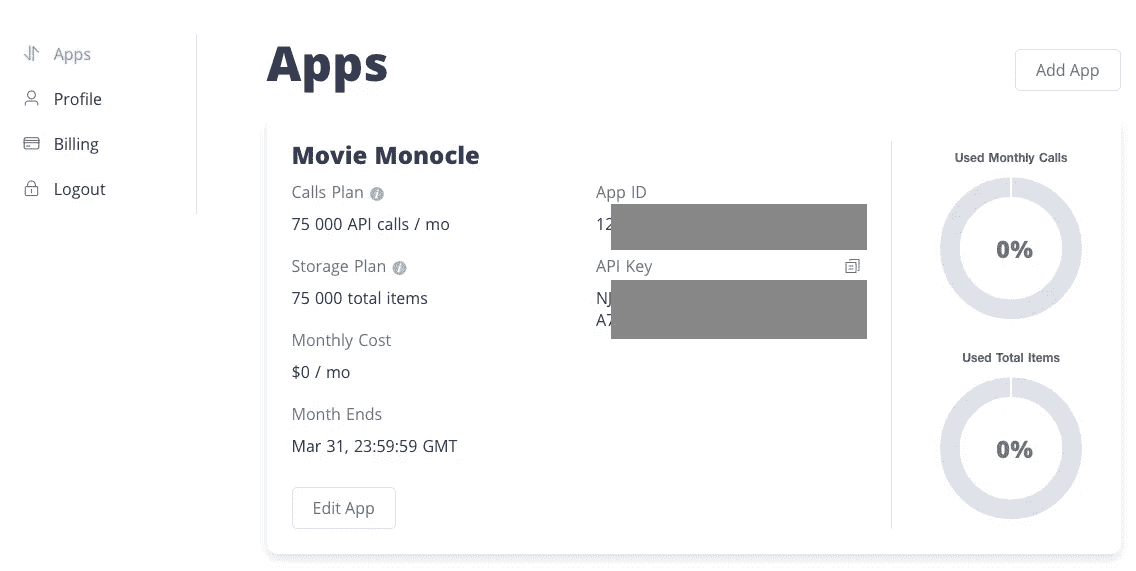 Apps
Profile
Billing
Logout
Apps
Add App
Movie Monocle
Calls Plan
75 000 API calls / mo
Storage Plan
75 000 total items
Monthly Cost
$0 / mo
Month Ends
Mar 31, 23:59:59 GMT
Edit App
App ID
12
API Key
NJ
A7
Used Monthly Calls
0%
Used Total Items
0%